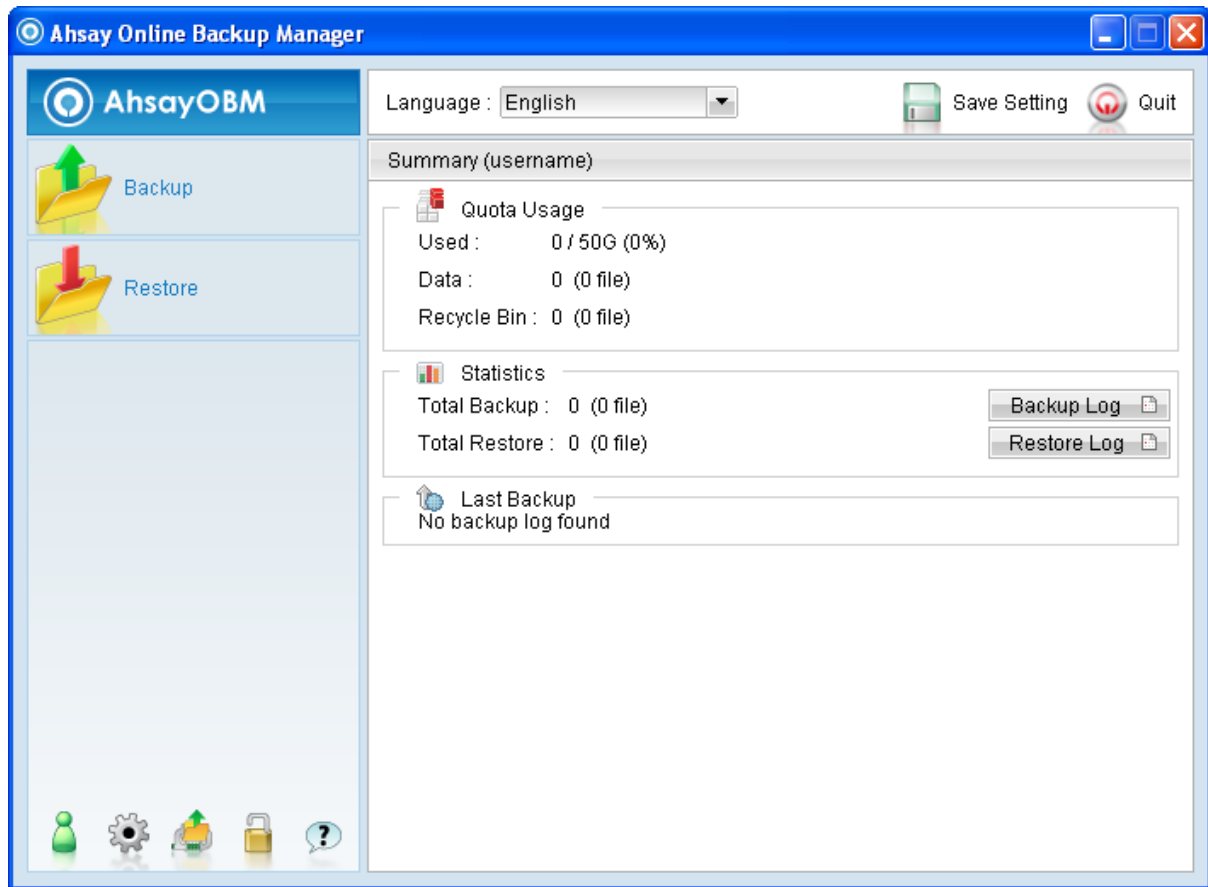 Ahsay Online Backup Manager
AhsayOBM
Language : English
Save Setting
Quit
Backup
Restore
Summary (username)
Quota Usage
Used : 0 / 50G (0%)
Data : 0 (0 file)
Recycle Bin : 0 (0 file)
Statistics
Total Backup : 0 (0 file)
Backup Log
Total Restore : 0 (0 file)
Restore Log
Last Backup
No backup log found